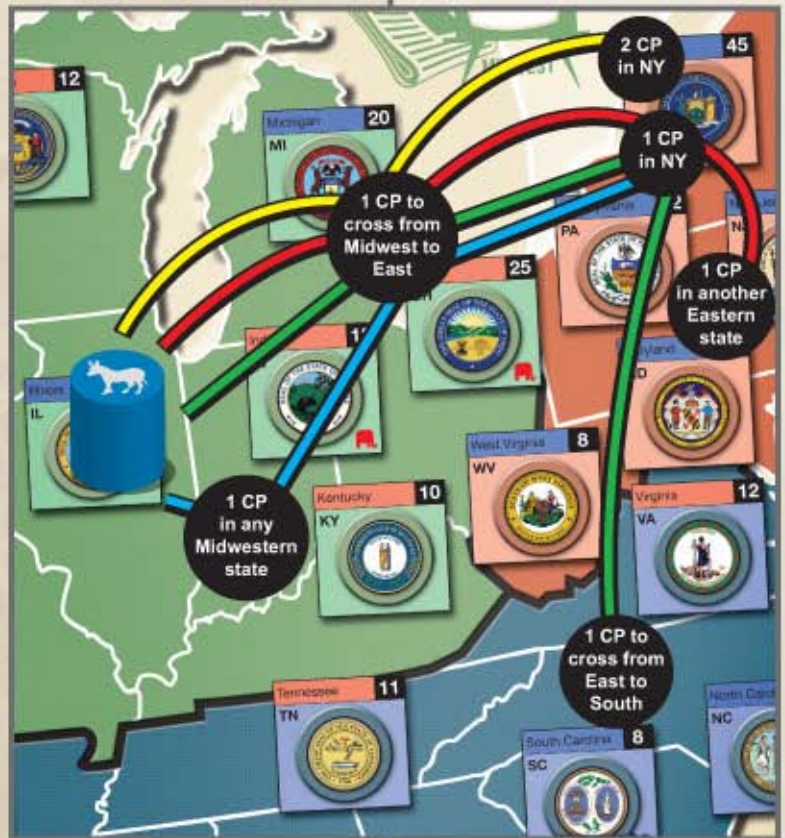 12
Michigan
20
MI
2 CP
in NY
45
1 CP
in NY
1 CP to
cross from
Midwest to
East
PA
2
1 CP
in another
Eastern
state
25
IL
1 CP
in any
Midwestern
state
Kentucky
10
KY
West Virginia
8
WV
Virginia
12
VA
1 CP to
cross from
East to
South
Tennessee
11
TN
South Carolina
8
SC
NC